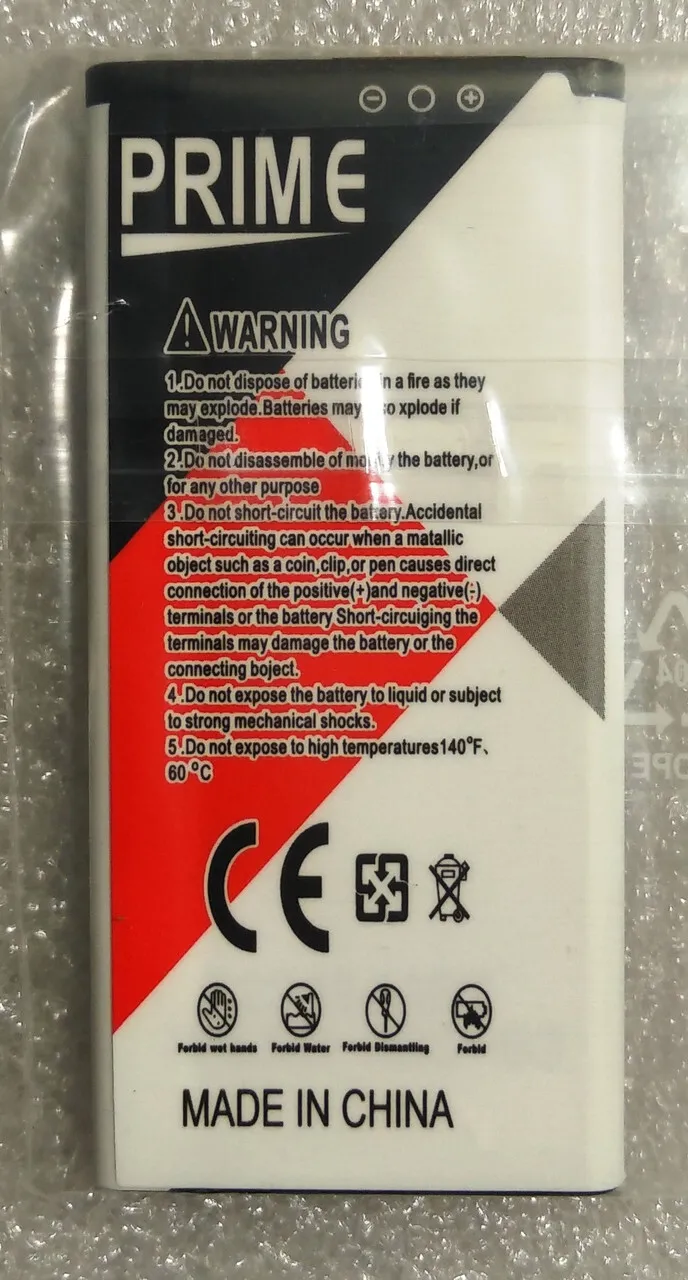 PRIME
WARNING
1.Do not dispose of in a fire as they
may explode.Batteries may xplode if
damaged.
2.Do not disassemble of the battery,or
for any other purpose
3.Do not short-circuit the battary.Accidental
short-circuiting can occur when a matallic
object such as a coin,clip,or pen causes direct
connection of the positive(+)and negative(-)
terminals or the battery Short-circuiging the
terminals may damage the battery or the
connecting boject.
4.Do not expose the battery to liquid or subject
to strong mechanical shocks.
5.Do not expose to high temperatures140°F、
60°C
CE
Forbid wet hands Forbid Water Forbid Dismantling Forbid
MADE IN CHINA
04